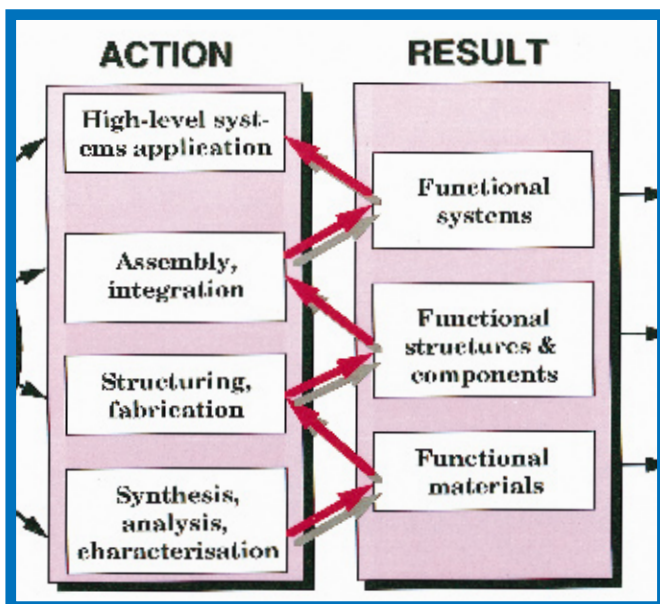 ACTION
RESULT
High-level syst-
ems application
Functional
systems
Assembly,
integration
Functional
structures &
components
Structuring,
fabrication
Functional
materials
Synthesis,
analysis,
characterisation